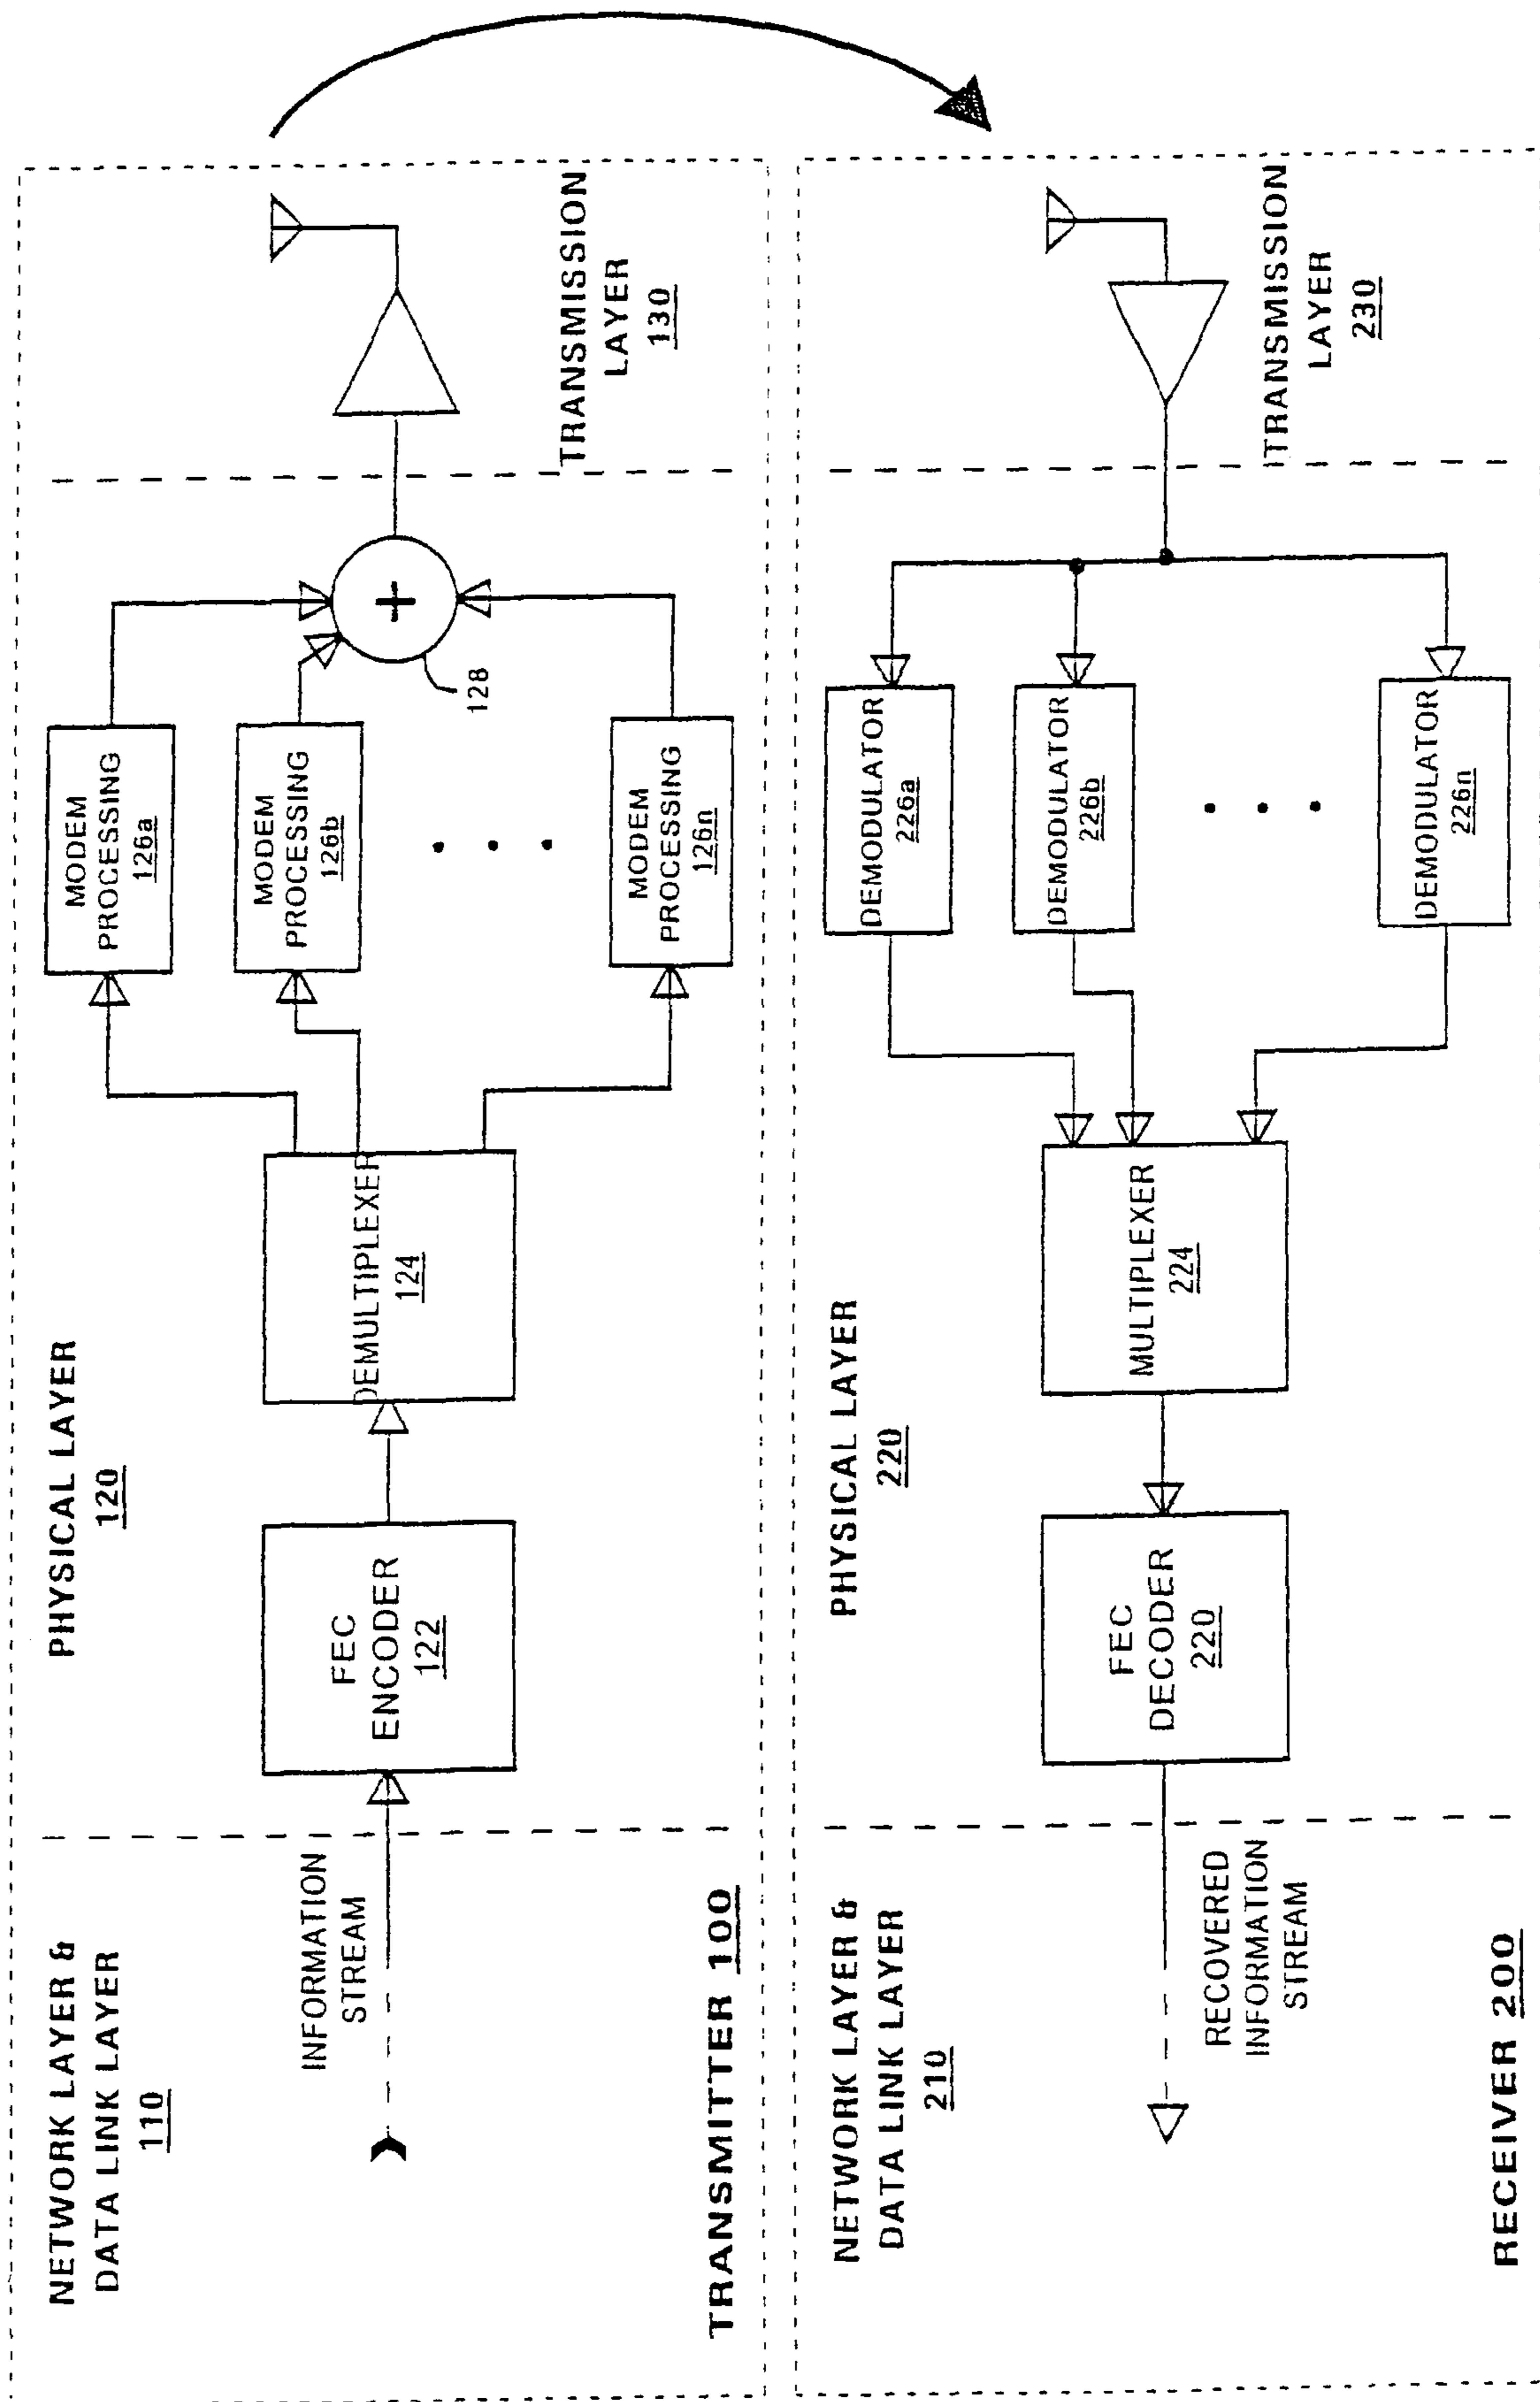 NETWORK LAYER &
DATA LINK LAYER
110
PHYSICAL LAYER
120
INFORMATION
STREAM
FEC
ENCODER
122
DEMULTIPLEXER
124
MODEM
PROCESSING
126a
MODEM
PROCESSING
126b
• • •
MODEM
PROCESSING
126n
+
128
TRANSMISSION
LAYER
130
TRANSMITTER 100
NETWORK LAYER &
DATA LINK LAYER
210
PHYSICAL LAYER
220
RECOVERED
INFORMATION
STREAM
FEC
DECODER
220
MULTIPLEXER
224
DEMODULATOR
226a
DEMODULATOR
226b
• • •
DEMODULATOR
226n
TRANSMISSION
LAYER
230
RECEIVER 200